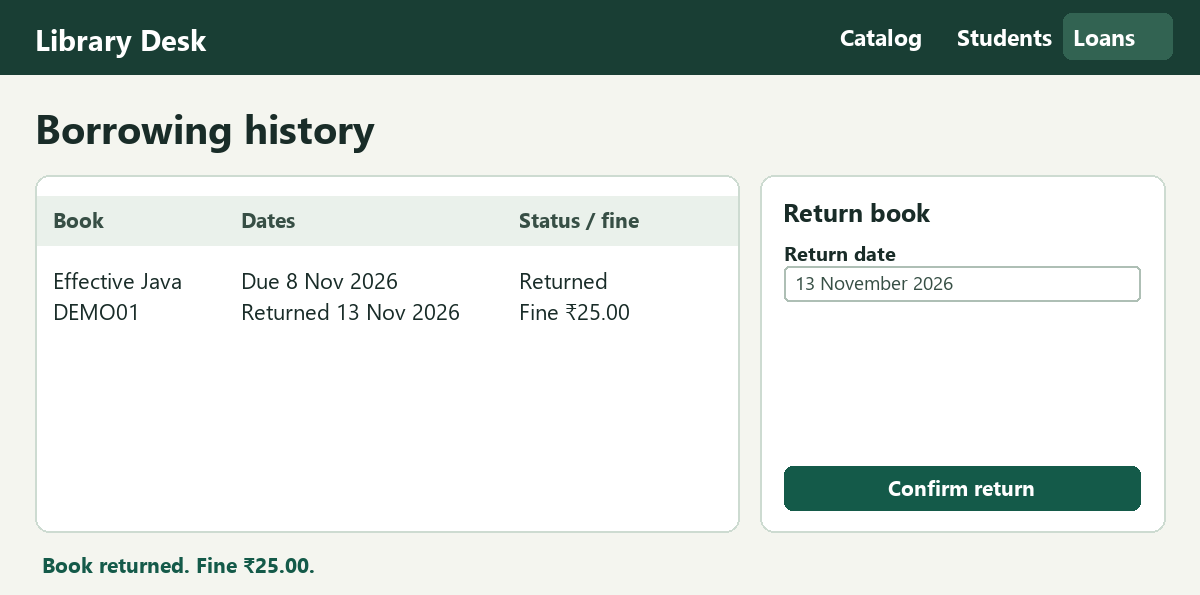 Library Desk
Catalog Students Loans
Borrowing history
Book Dates Status / fine
Effective Java Due 8 Nov 2026 Returned
DEMO01 Returned 13 Nov 2026 Fine ₹25.00
Return book
Return date
13 November 2026
Confirm return
Book returned. Fine ₹25.00.